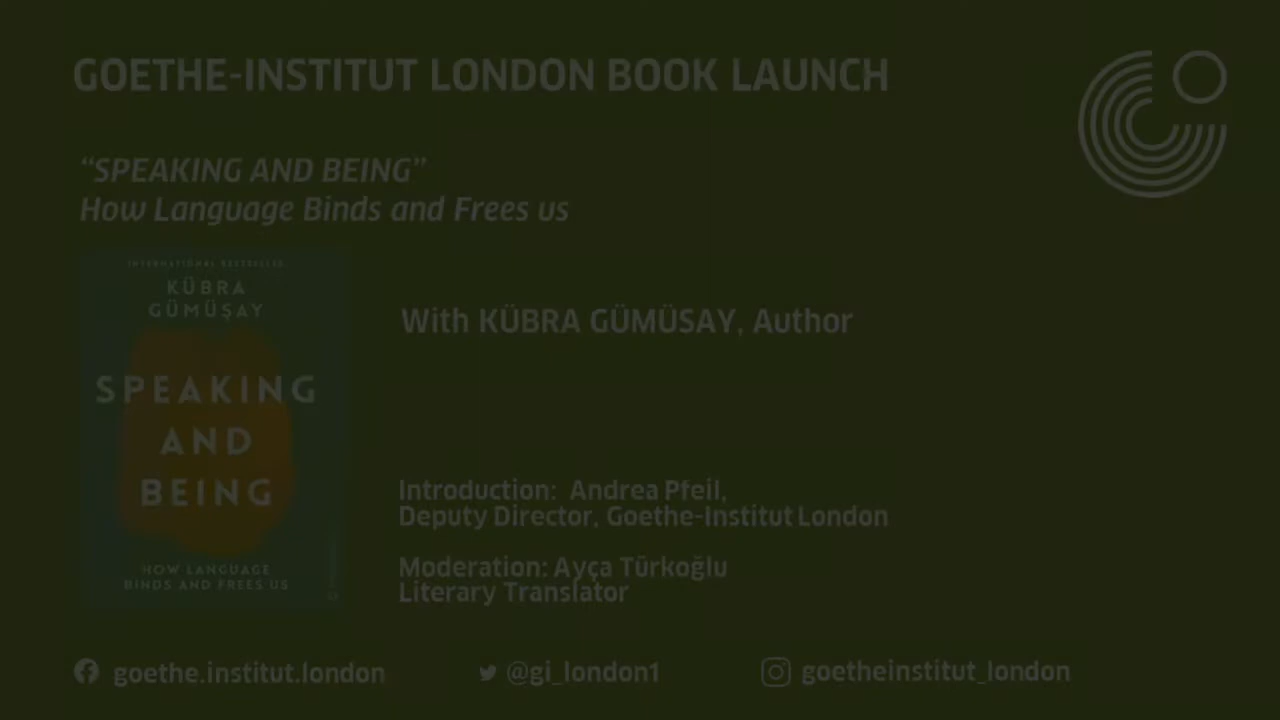 GOETHE-INSTITUT LONDON BOOK LAUNCH
“SPEAKING AND BEING”
How Language Binds and Frees us
INTERNATIONAL BESTSELLER
KÜBRA
GÜMÜŞAY
SPEAKING
AND
BEING
HOW LANGUAGE
BINDS AND FREES US
With KÜBRA GÜMÜSAY, Author
Introduction: Andrea Pfeil,
Deputy Director, Goethe-Institut London
Moderation: Ayça Türkoğlu
Literary Translator
goethe.institut.london
@gi_london1
goetheinstitut_london